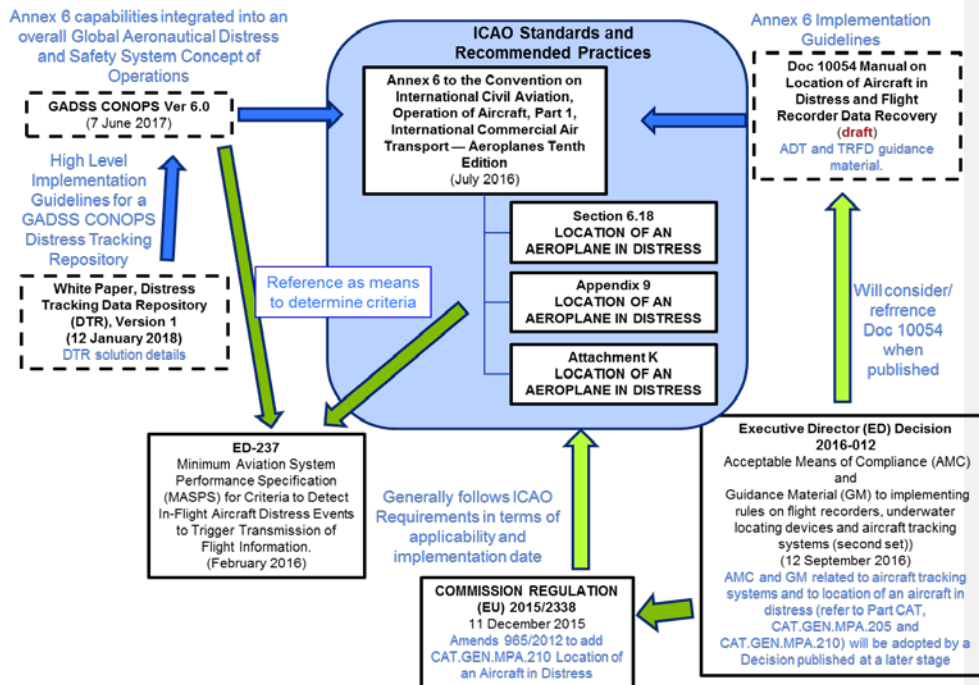 Annex 6 capabilities integrated into an
overall Global Aeronautical Distress
and Safety System Concept of
Operations
GADSS CONOPS Ver 6.0
(7 June 2017)
High Level
Implementation
Guidelines for a
GADSS CONOPS
Distress Tracking
Repository
White Paper, Distress
Tracking Data Repository
(DTR), Version 1
(12 January 2018)
DTR solution details
ICAO Standards and
Recommended Practices
Annex 6 to the Convention on
International Civil Aviation,
Operation of Aircraft, Part 1,
International Commercial Air
Transport — Aeroplanes Tenth
Edition
(July 2016)
Section 6.18
LOCATION OF AN
AEROPLANE IN DISTRESS
Appendix 9
LOCATION OF AN
AEROPLANE IN DISTRESS
Attachment K
LOCATION OF AN
AEROPLANE IN DISTRESS
Reference as means
to determine criteria
Annex 6 Implementation
Guidelines
Doc 10054 Manual on
Location of Aircraft in
Distress and Flight
Recorder Data Recovery
(draft)
ADT and TRFD guidance
material.
Will consider/
refrrence
Doc 10054
when
published
ED-237
Minimum Aviation System
Performance Specification
(MASPS) for Criteria to Detect
In-Flight Aircraft Distress Events
to Trigger Transmission of
Flight Information.
(February 2016)
Generally follows ICAO
Requirements in terms of
applicability and
implementation date
COMMISSION REGULATION
(EU) 2015/2338
11 December 2015
Amends 965/2012 to add
CAT.GEN.MPA.210 Location of
an Aircraft in Distress
Executive Director (ED) Decision
2016-012
Acceptable Means of Compliance (AMC)
and
Guidance Material (GM) to implementing
rules on flight recorders, underwater
locating devices and aircraft tracking
systems (second set))
(12 September 2016)
AMC and GM related to aircraft tracking
systems and to location of an aircraft in
distress (refer to Part CAT,
CAT.GEN.MPA.205 and
CAT.GEN.MPA.210) will be adopted by a
Decision published at a later stage